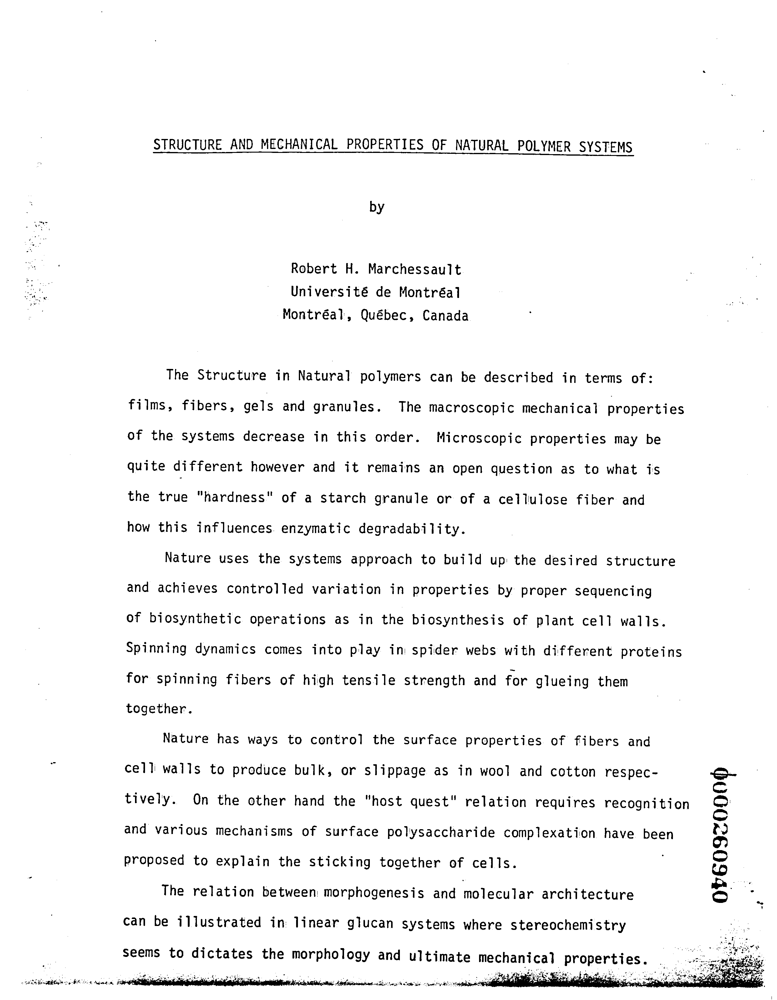 STRUCTURE AND MECHANICAL PROPERTIES OF NATURAL POLYMER SYSTEMS
by
Robert H. Marchessault
Université de Montréal
Montréal, Québec, Canada
The Structure in Natural polymers can be described in terms of:
films, fibers, gels and granules. The macroscopic mechanical properties
of the systems decrease in this order. Microscopic properties may be
quite different however and it remains an open question as to what is
the true "hardness" of a starch granule or of a cellulose fiber and
how this influences enzymatic degradability.
Nature uses the systems approach to build up the desired structure
and achieves controlled variation in properties by proper sequencing
of biosynthetic operations as in the biosynthesis of plant cell walls.
Spinning dynamics comes into play in spider webs with different proteins
for spinning fibers of high tensile strength and for glueing them
together.
Nature has ways to control the surface properties of fibers and
cell walls to produce bulk, or slippage as in wool and cotton respec-
tively. On the other hand the "host quest" relation requires recognition
and various mechanisms of surface polysaccharide complexation have been
proposed to explain the sticking together of cells.
The relation between morphogenesis and molecular architecture
can be illustrated in linear glucan systems where stereochemistry
seems to dictates the morphology and ultimate mechanical properties.
000260940